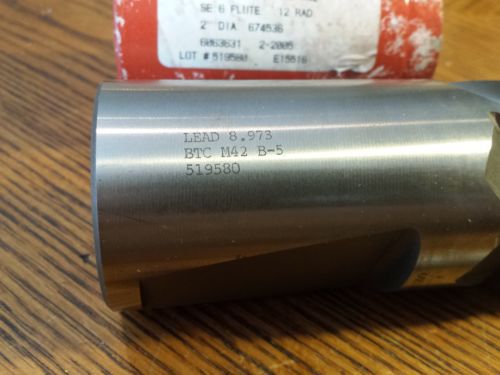 SE 6 FLUTE 12 RAD
2" DIA 674536
6063631 2-2005
LOT # 519580 E15516
LEAD 8.973
BTC M42 B-5
519580